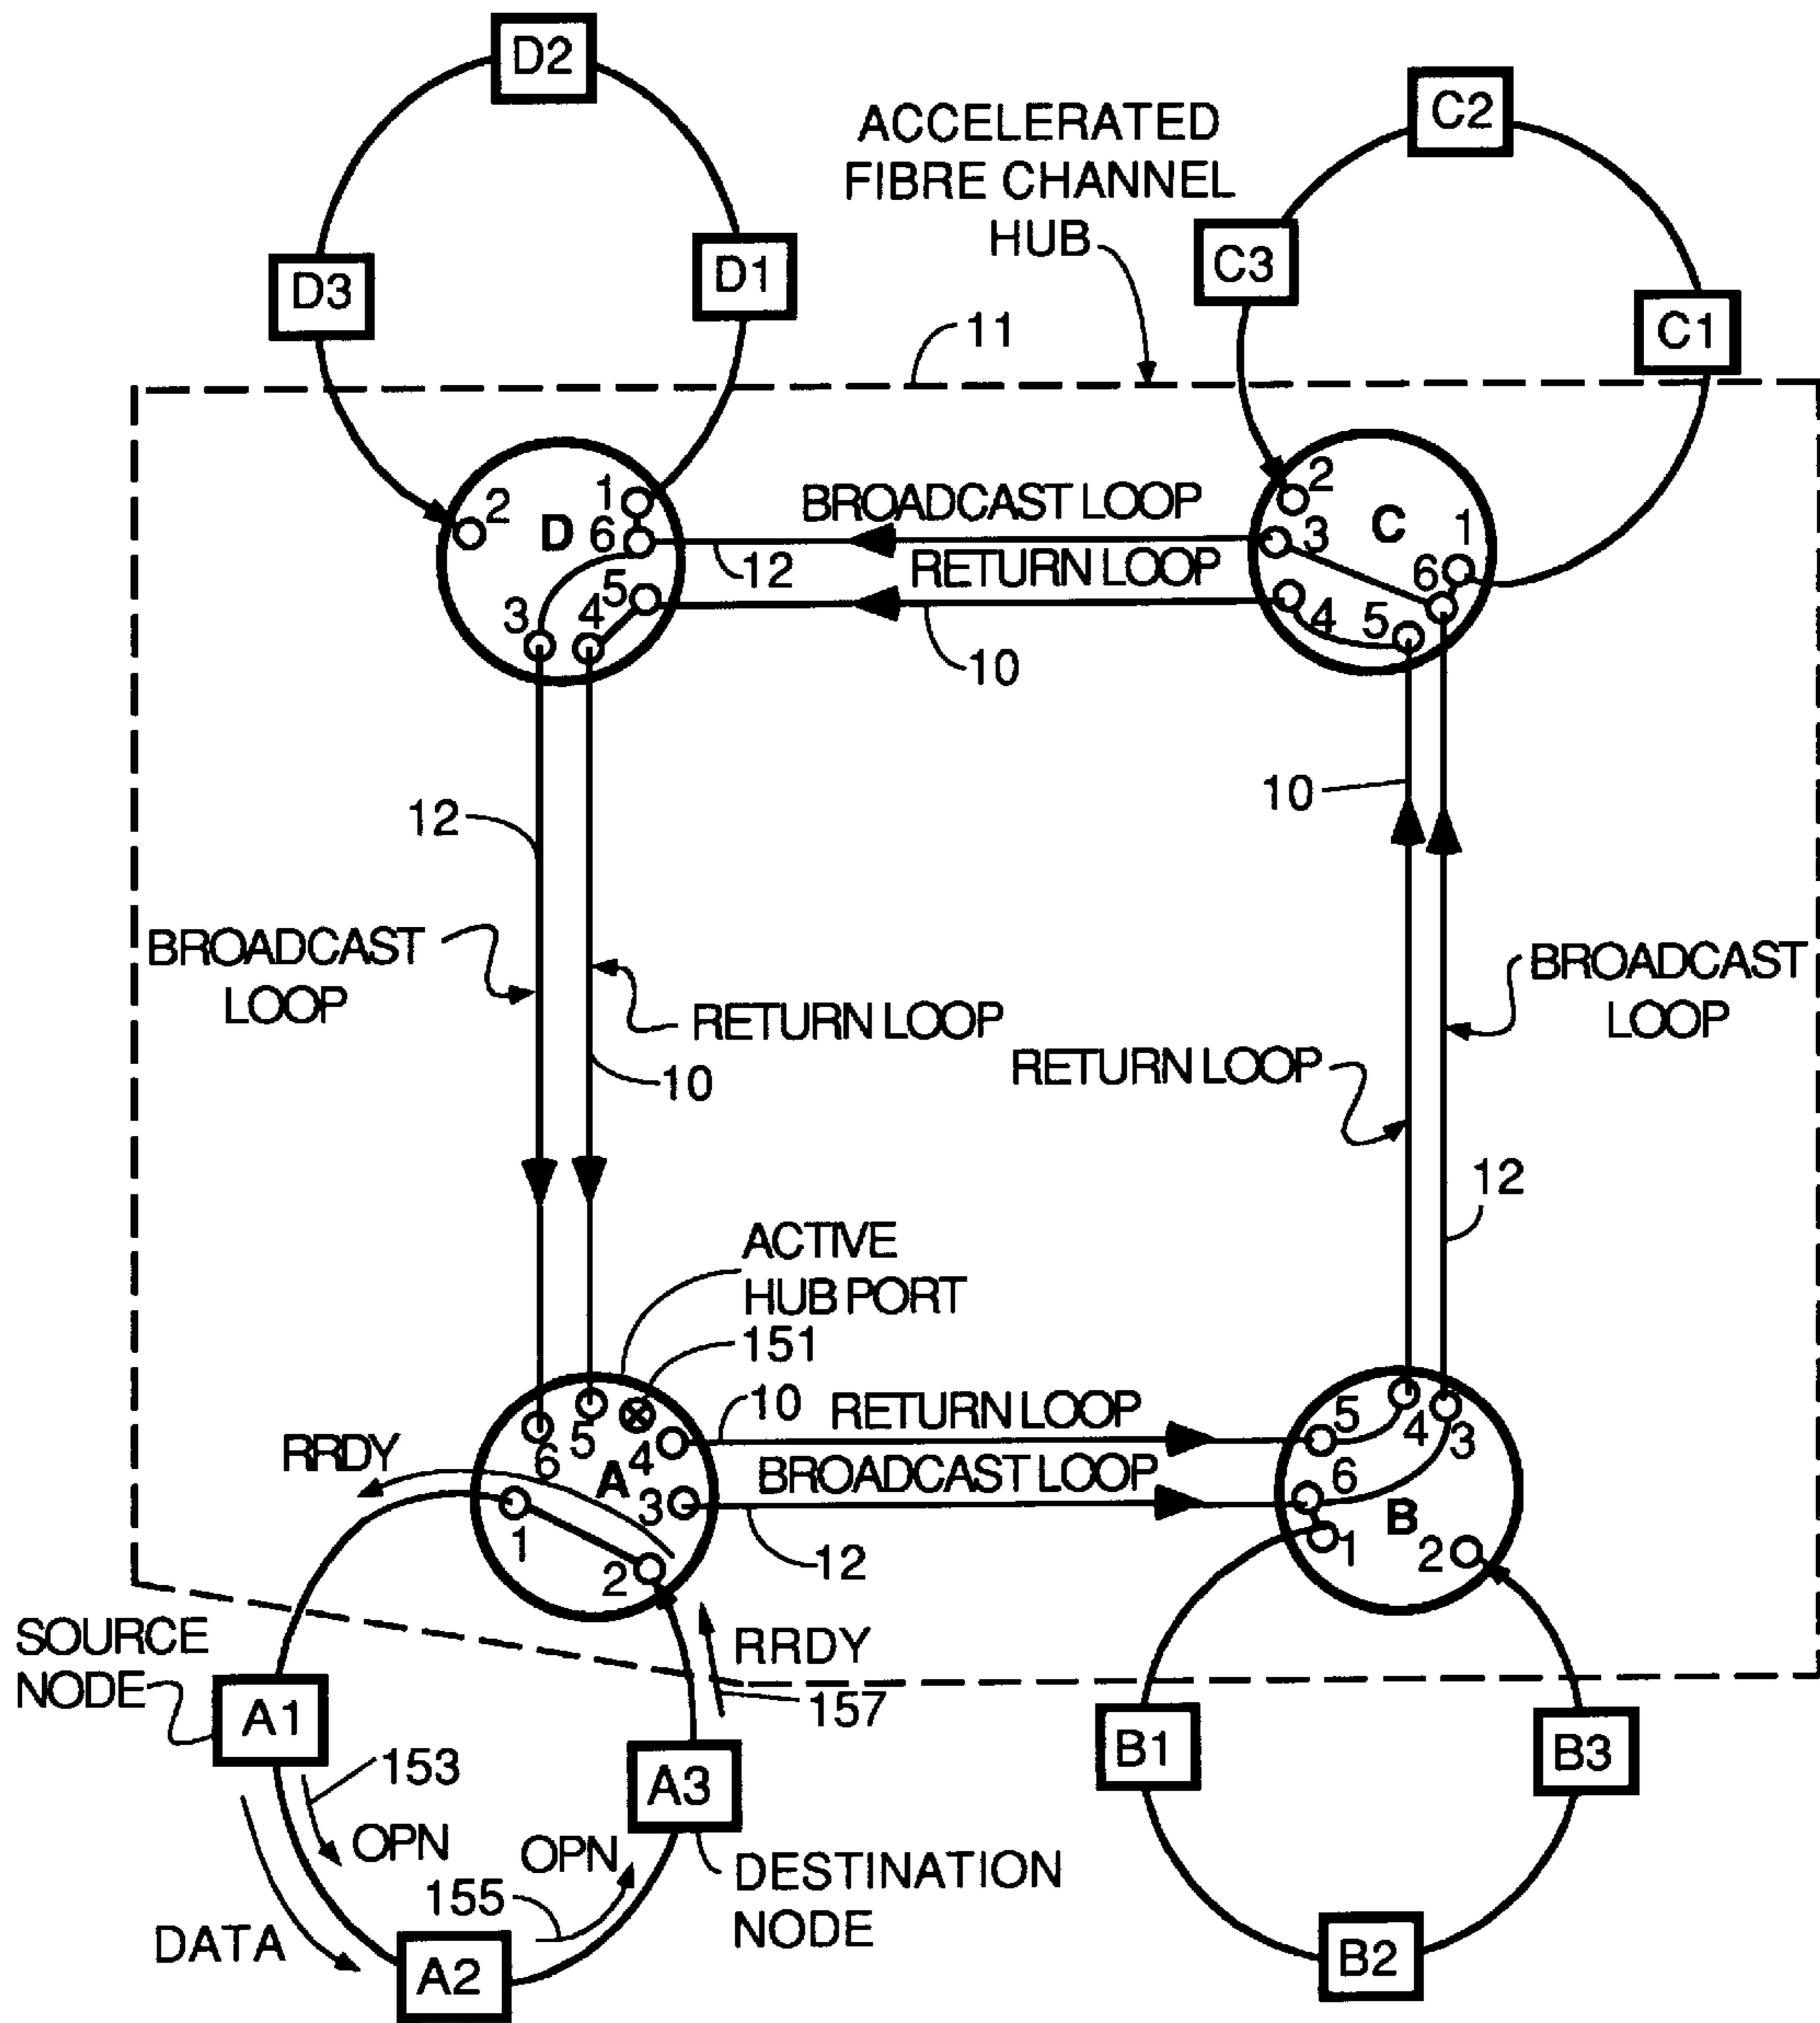 D2
C2
ACCELERATED
FIBRE CHANNEL
HUB
C3
D1
D3
C1
11
2
1
D
6
5
3
4
BROADCAST LOOP
12
RETURN LOOP
10
2
3
C
1
6
4
5
12
10
BROADCAST
LOOP
RETURN LOOP
10
BROADCAST
LOOP
RETURN LOOP
12
ACTIVE
HUB PORT
151
10
RETURN LOOP
BROADCAST LOOP
12
RRDY
6
5
4
A
3
1
2
5
4
3
6
B
1
2
SOURCE
NODE
RRDY
157
A1
153
A3
B1
B3
OPN
OPN
155
DESTINATION
NODE
DATA
A2
B2